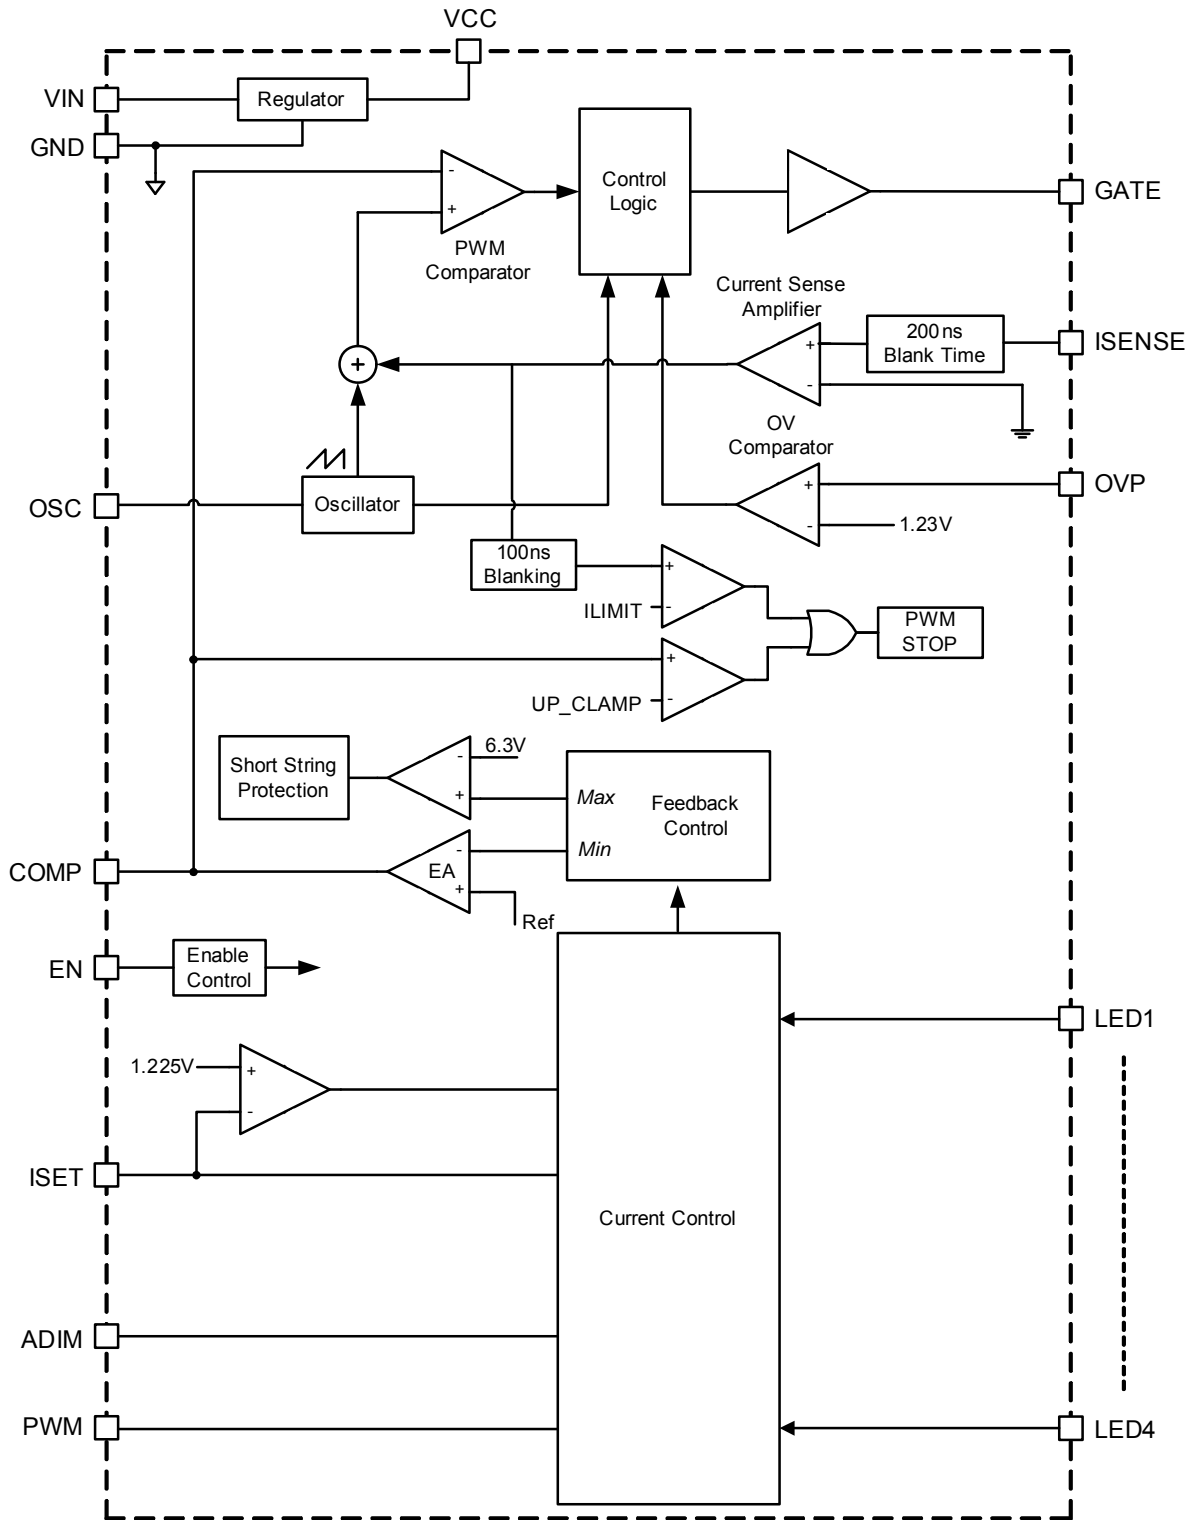 VCC
VIN
Regulator
GND
-
+
PWM
Comparator
Control
Logic
GATE
Current Sense
Amplifier
+
-
200ns
Blank Time
ISENSE
+
OV
Comparator
+
-
1.23V
OVP
OSC
Oscillator
100ns
Blanking
+
-
ILIMIT
PWM
STOP
+
-
UP_CLAMP
Short String
Protection
-
+
6.3V
Max
Feedback
Control
Min
COMP
EA
-
+
Ref
EN
Enable
Control
LED1
1.225V
+
-
ISET
Current Control
ADIM
PWM
LED4